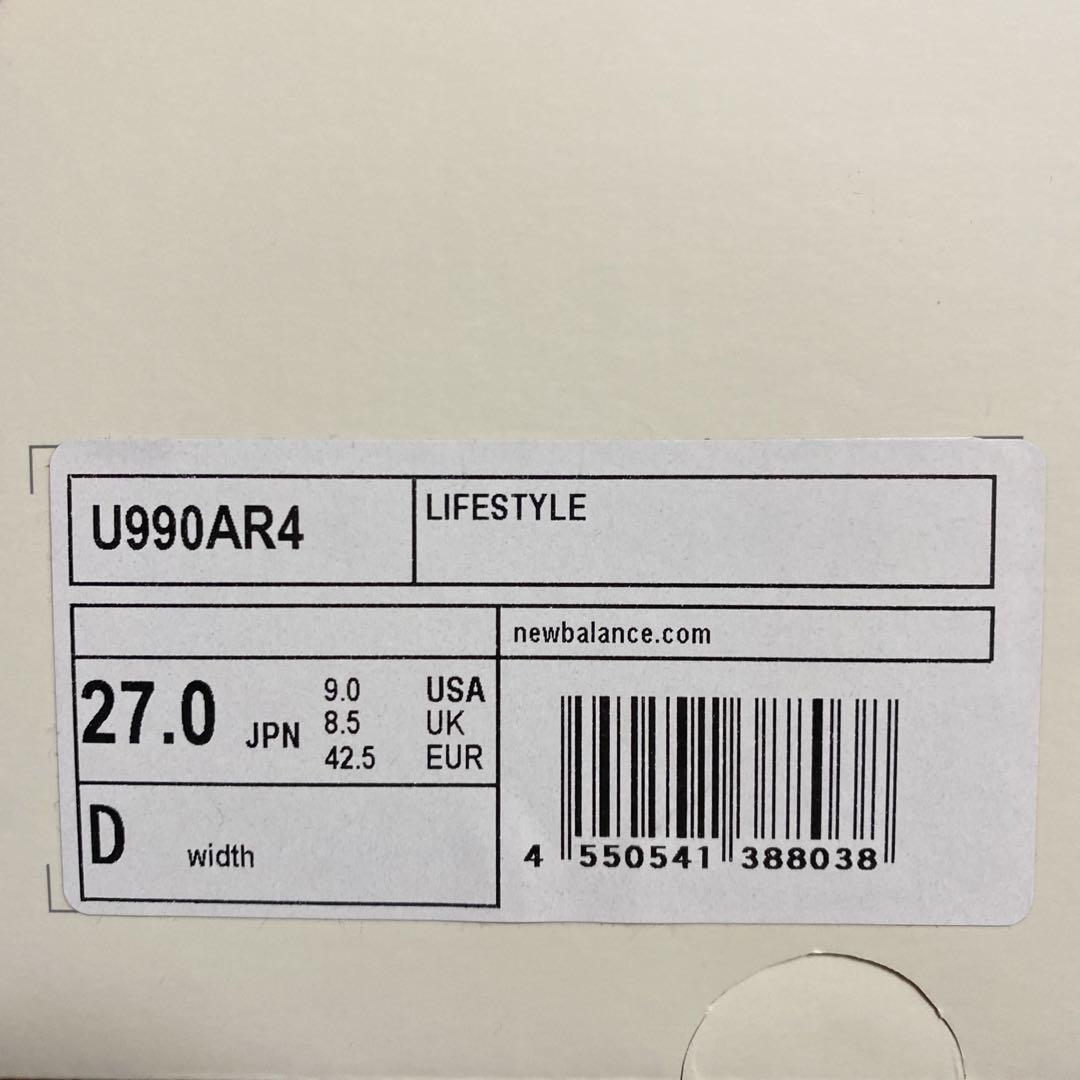 U990AR4
LIFESTYLE
newbalance.com
27.0 JPN
9.0 USA
8.5 UK
42.5 EUR
D width
4 550541 388038